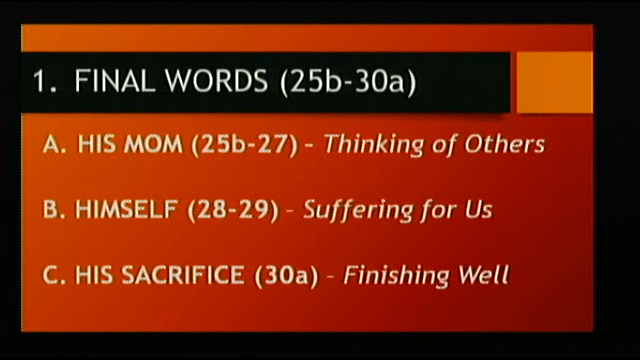 1. FINAL WORDS (25b-30a)
A. HIS MOM (25b-27) – Thinking of Others
B. HIMSELF (28-29) – Suffering for Us
C. HIS SACRIFICE (30a) – Finishing Well